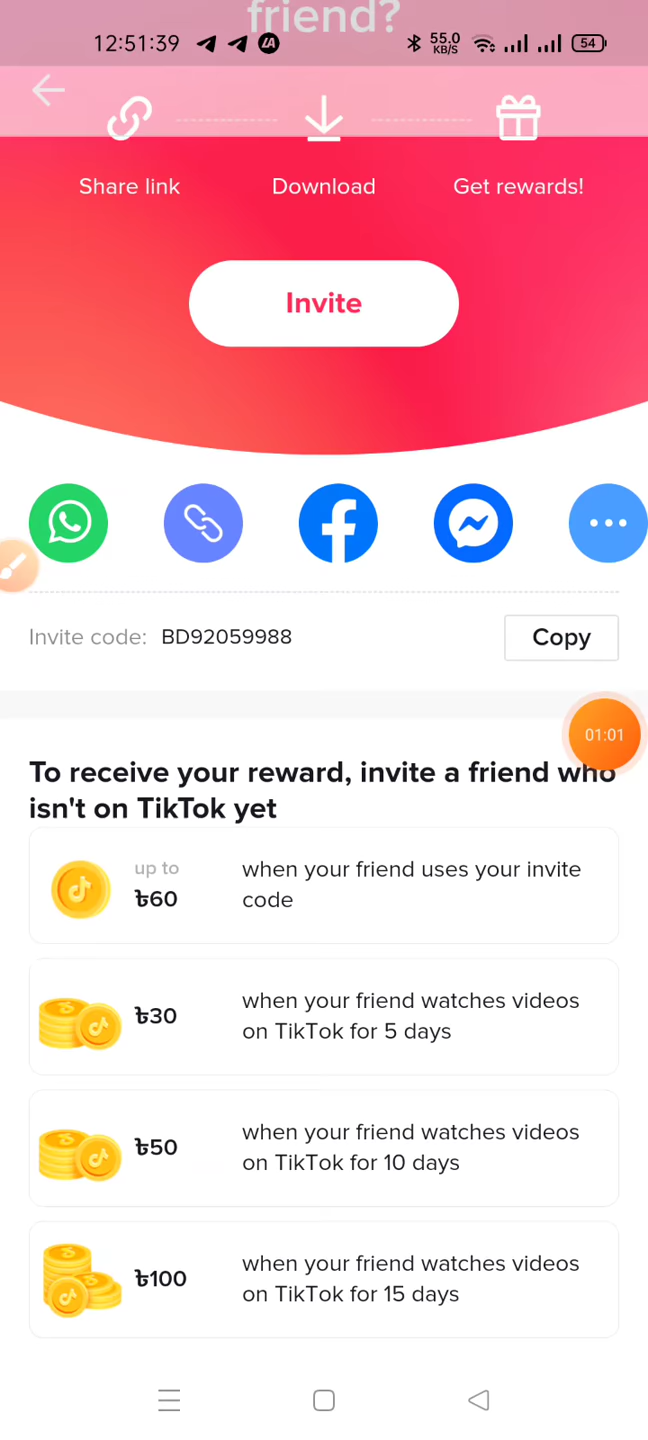 friend?
12:51:39
55.0
KB/S
54
Share link
Download
Get rewards!
Invite
Invite code: BD92059988
Copy
01:01
To receive your reward, invite a friend who
isn't on TikTok yet
up to
৳60
when your friend uses your invite
code
৳30
when your friend watches videos
on TikTok for 5 days
৳50
when your friend watches videos
on TikTok for 10 days
৳100
when your friend watches videos
on TikTok for 15 days